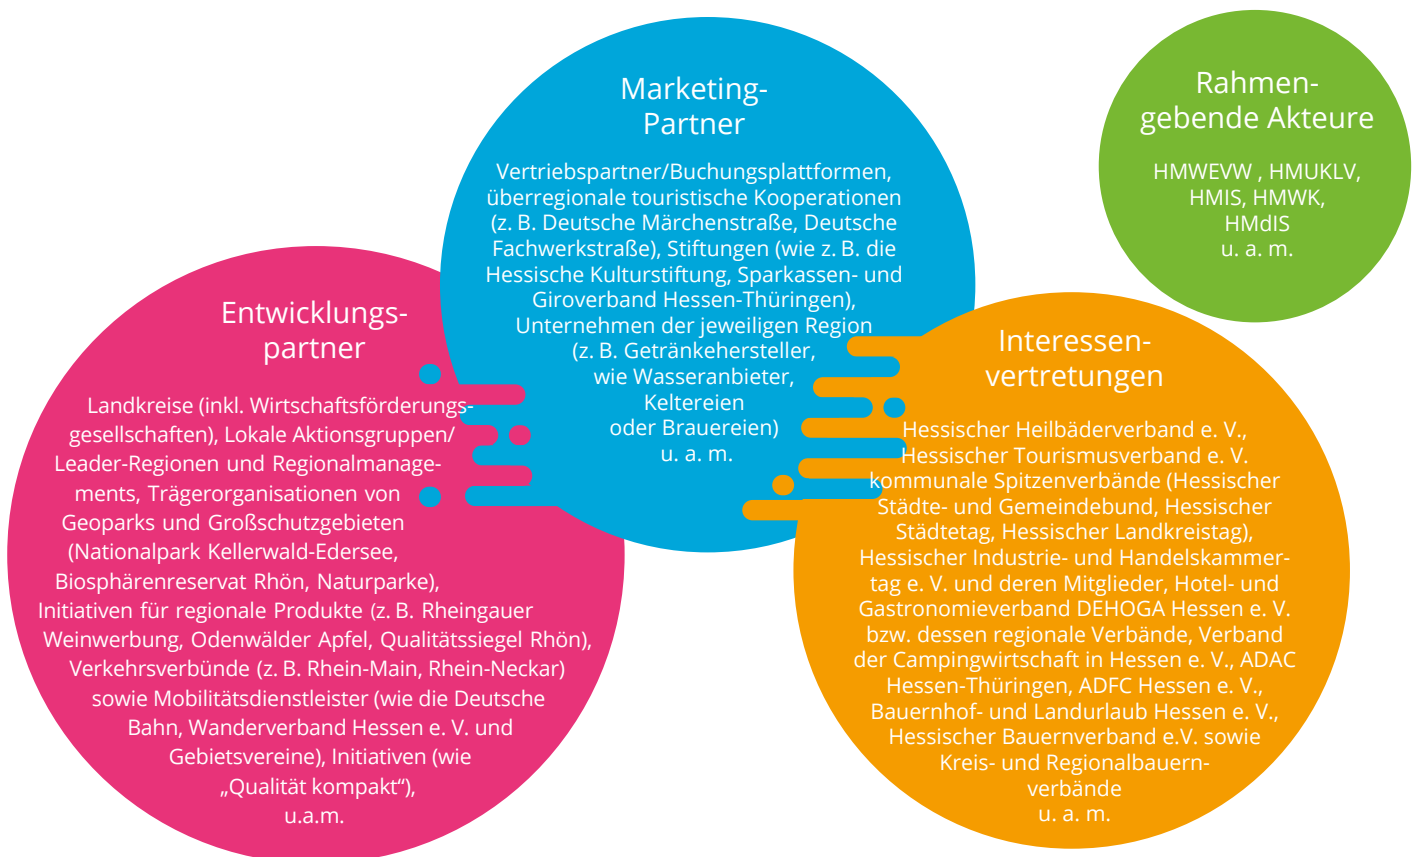 Marketing-
Partner
Vertriebspartner/Buchungsplattformen,
überregionale touristische Kooperationen
(z. B. Deutsche Märchenstraße, Deutsche
Fachwerkstraße), Stiftungen (wie z. B. die
Hessische Kulturstiftung, Sparkassen- und
Giroverband Hessen-Thüringen),
Unternehmen der jeweiligen Region
(z. B. Getränkehersteller,
wie Wasseranbieter,
Keltereien
oder Brauereien)
u. a. m.
Rahmen-
gebende Akteure
HMWEVW , HMUKLV,
HMIS, HMWK,
HMdIS
u. a. m.
Entwicklungs-
partner
Landkreise (inkl. Wirtschaftsförderungs-
gesellschaften), Lokale Aktionsgruppen/
Leader-Regionen und Regionalmanage-
ments, Trägerorganisationen von
Geoparks und Großschutzgebieten
(Nationalpark Kellerwald-Edersee,
Biosphärenreservat Rhön, Naturparke),
Initiativen für regionale Produkte (z. B. Rheingauer
Weinwerbung, Odenwälder Apfel, Qualitätssiegel Rhön),
Verkehrsverbünde (z. B. Rhein-Main, Rhein-Neckar)
sowie Mobilitätsdienstleister (wie die Deutsche
Bahn, Wanderverband Hessen e. V. und
Gebietsvereine), Initiativen (wie
„Qualität kompakt“),
u.a.m.
Interessen-
vertretungen
Hessischer Heilbäderverband e. V.,
Hessischer Tourismusverband e. V.
kommunale Spitzenverbände (Hessischer
Städte- und Gemeindebund, Hessischer
Städtetag, Hessischer Landkreistag),
Hessischer Industrie- und Handelskammer-
tag e. V. und deren Mitglieder, Hotel- und
Gastronomieverband DEHOGA Hessen e. V.
bzw. dessen regionale Verbände, Verband
der Campingwirtschaft in Hessen e. V., ADAC
Hessen-Thüringen, ADFC Hessen e. V.,
Bauernhof- und Landurlaub Hessen e. V.,
Hessischer Bauernverband e.V. sowie
Kreis- und Regionalbauern-
verbände
u. a. m.